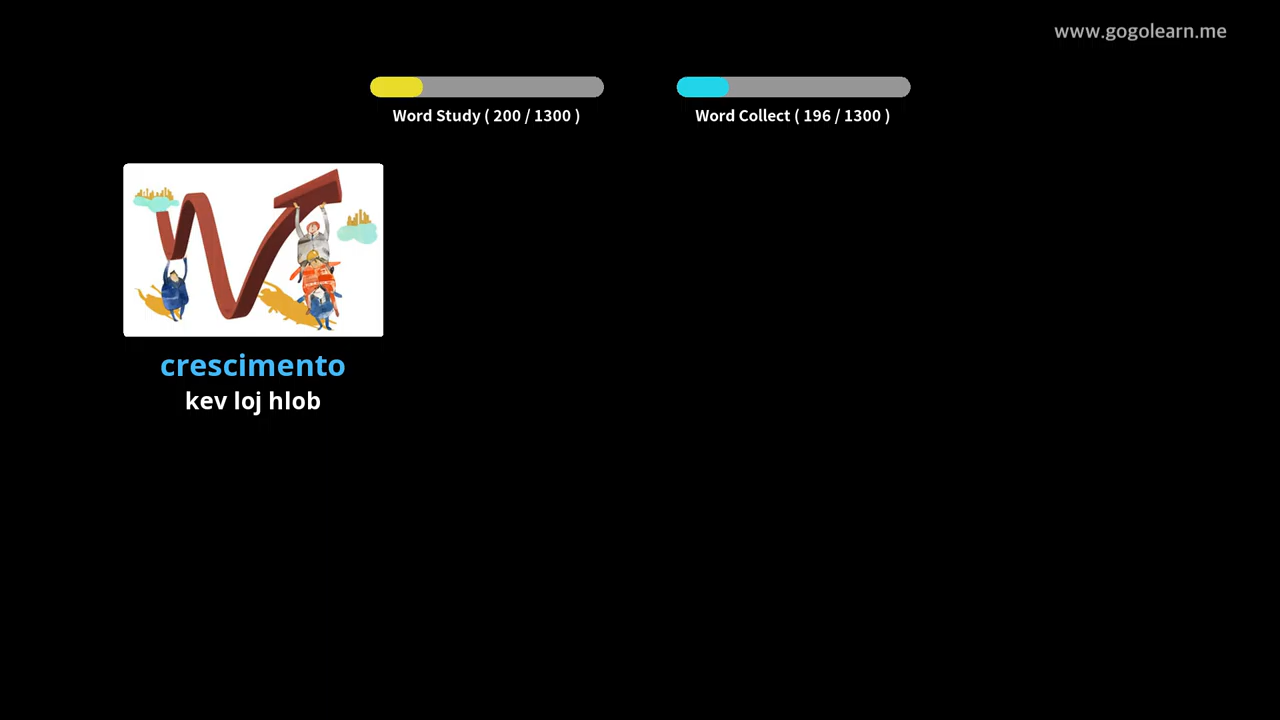 www.gogolearn.me
Word Study ( 200 / 1300 )
Word Collect ( 196 / 1300 )
crescimento
kev loj hlob